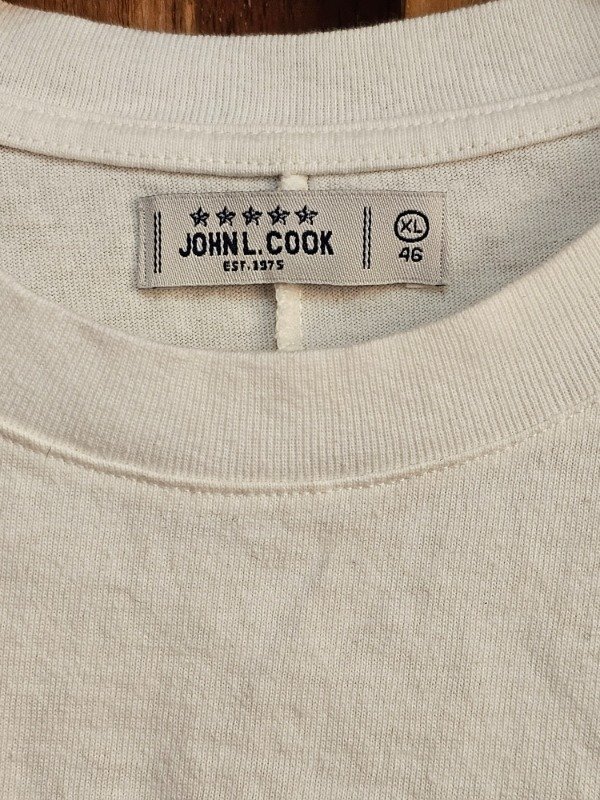 JOHN L. COOK
EST. 1975
XL
46